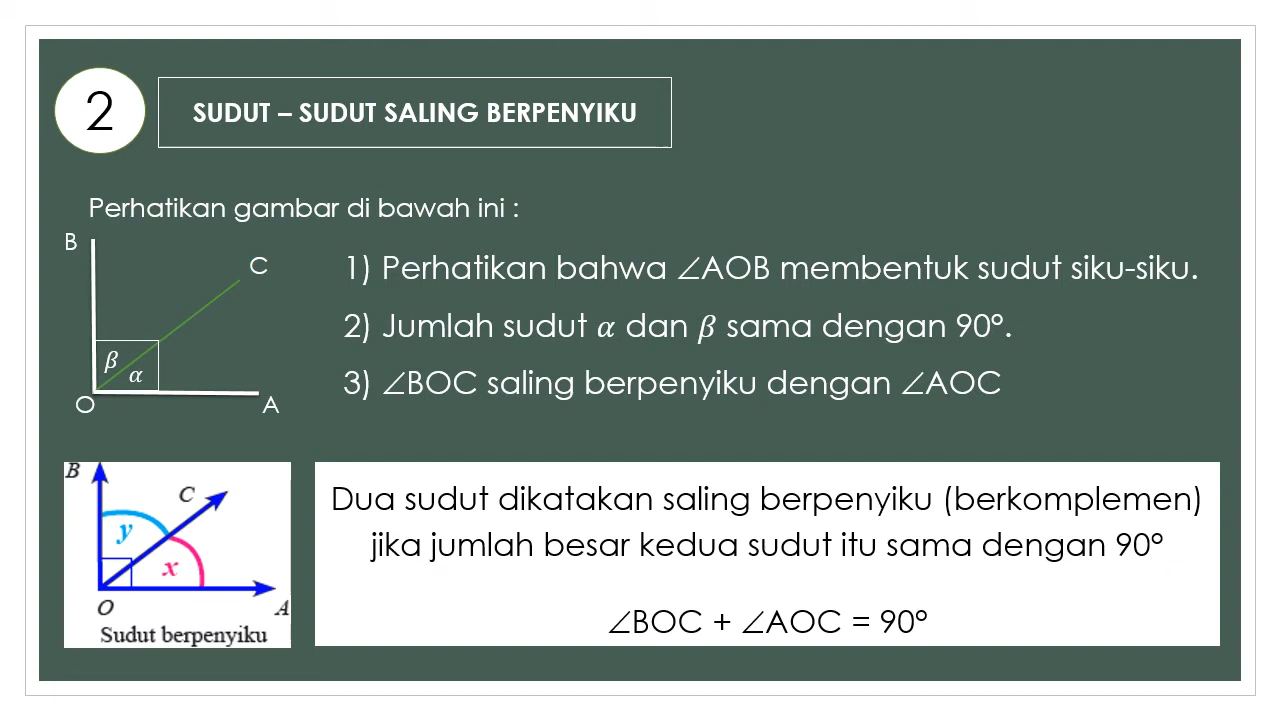 2
SUDUT – SUDUT SALING BERPENYIKU
Perhatikan gambar di bawah ini :
B
C
β
α
O
A
1) Perhatikan bahwa ∠AOB membentuk sudut siku-siku.
2) Jumlah sudut 𝛼 dan 𝛽 sama dengan 90°.
3) ∠BOC saling berpenyiku dengan ∠AOC
B
C
y
x
O
A
Sudut berpenyiku
Dua sudut dikatakan saling berpenyiku (berkomplemen)
jika jumlah besar kedua sudut itu sama dengan 90°
∠BOC + ∠AOC = 90°